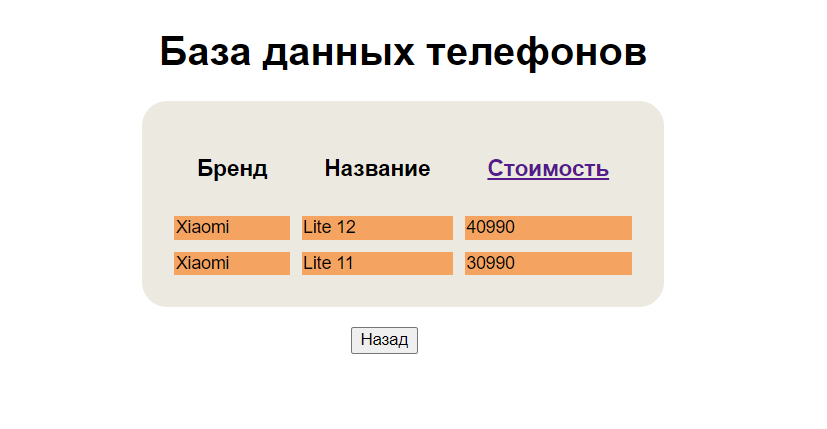 База данных телефонов
Бренд Название Стоимость
Xiaomi Lite 12 40990
Xiaomi Lite 11 30990
Назад